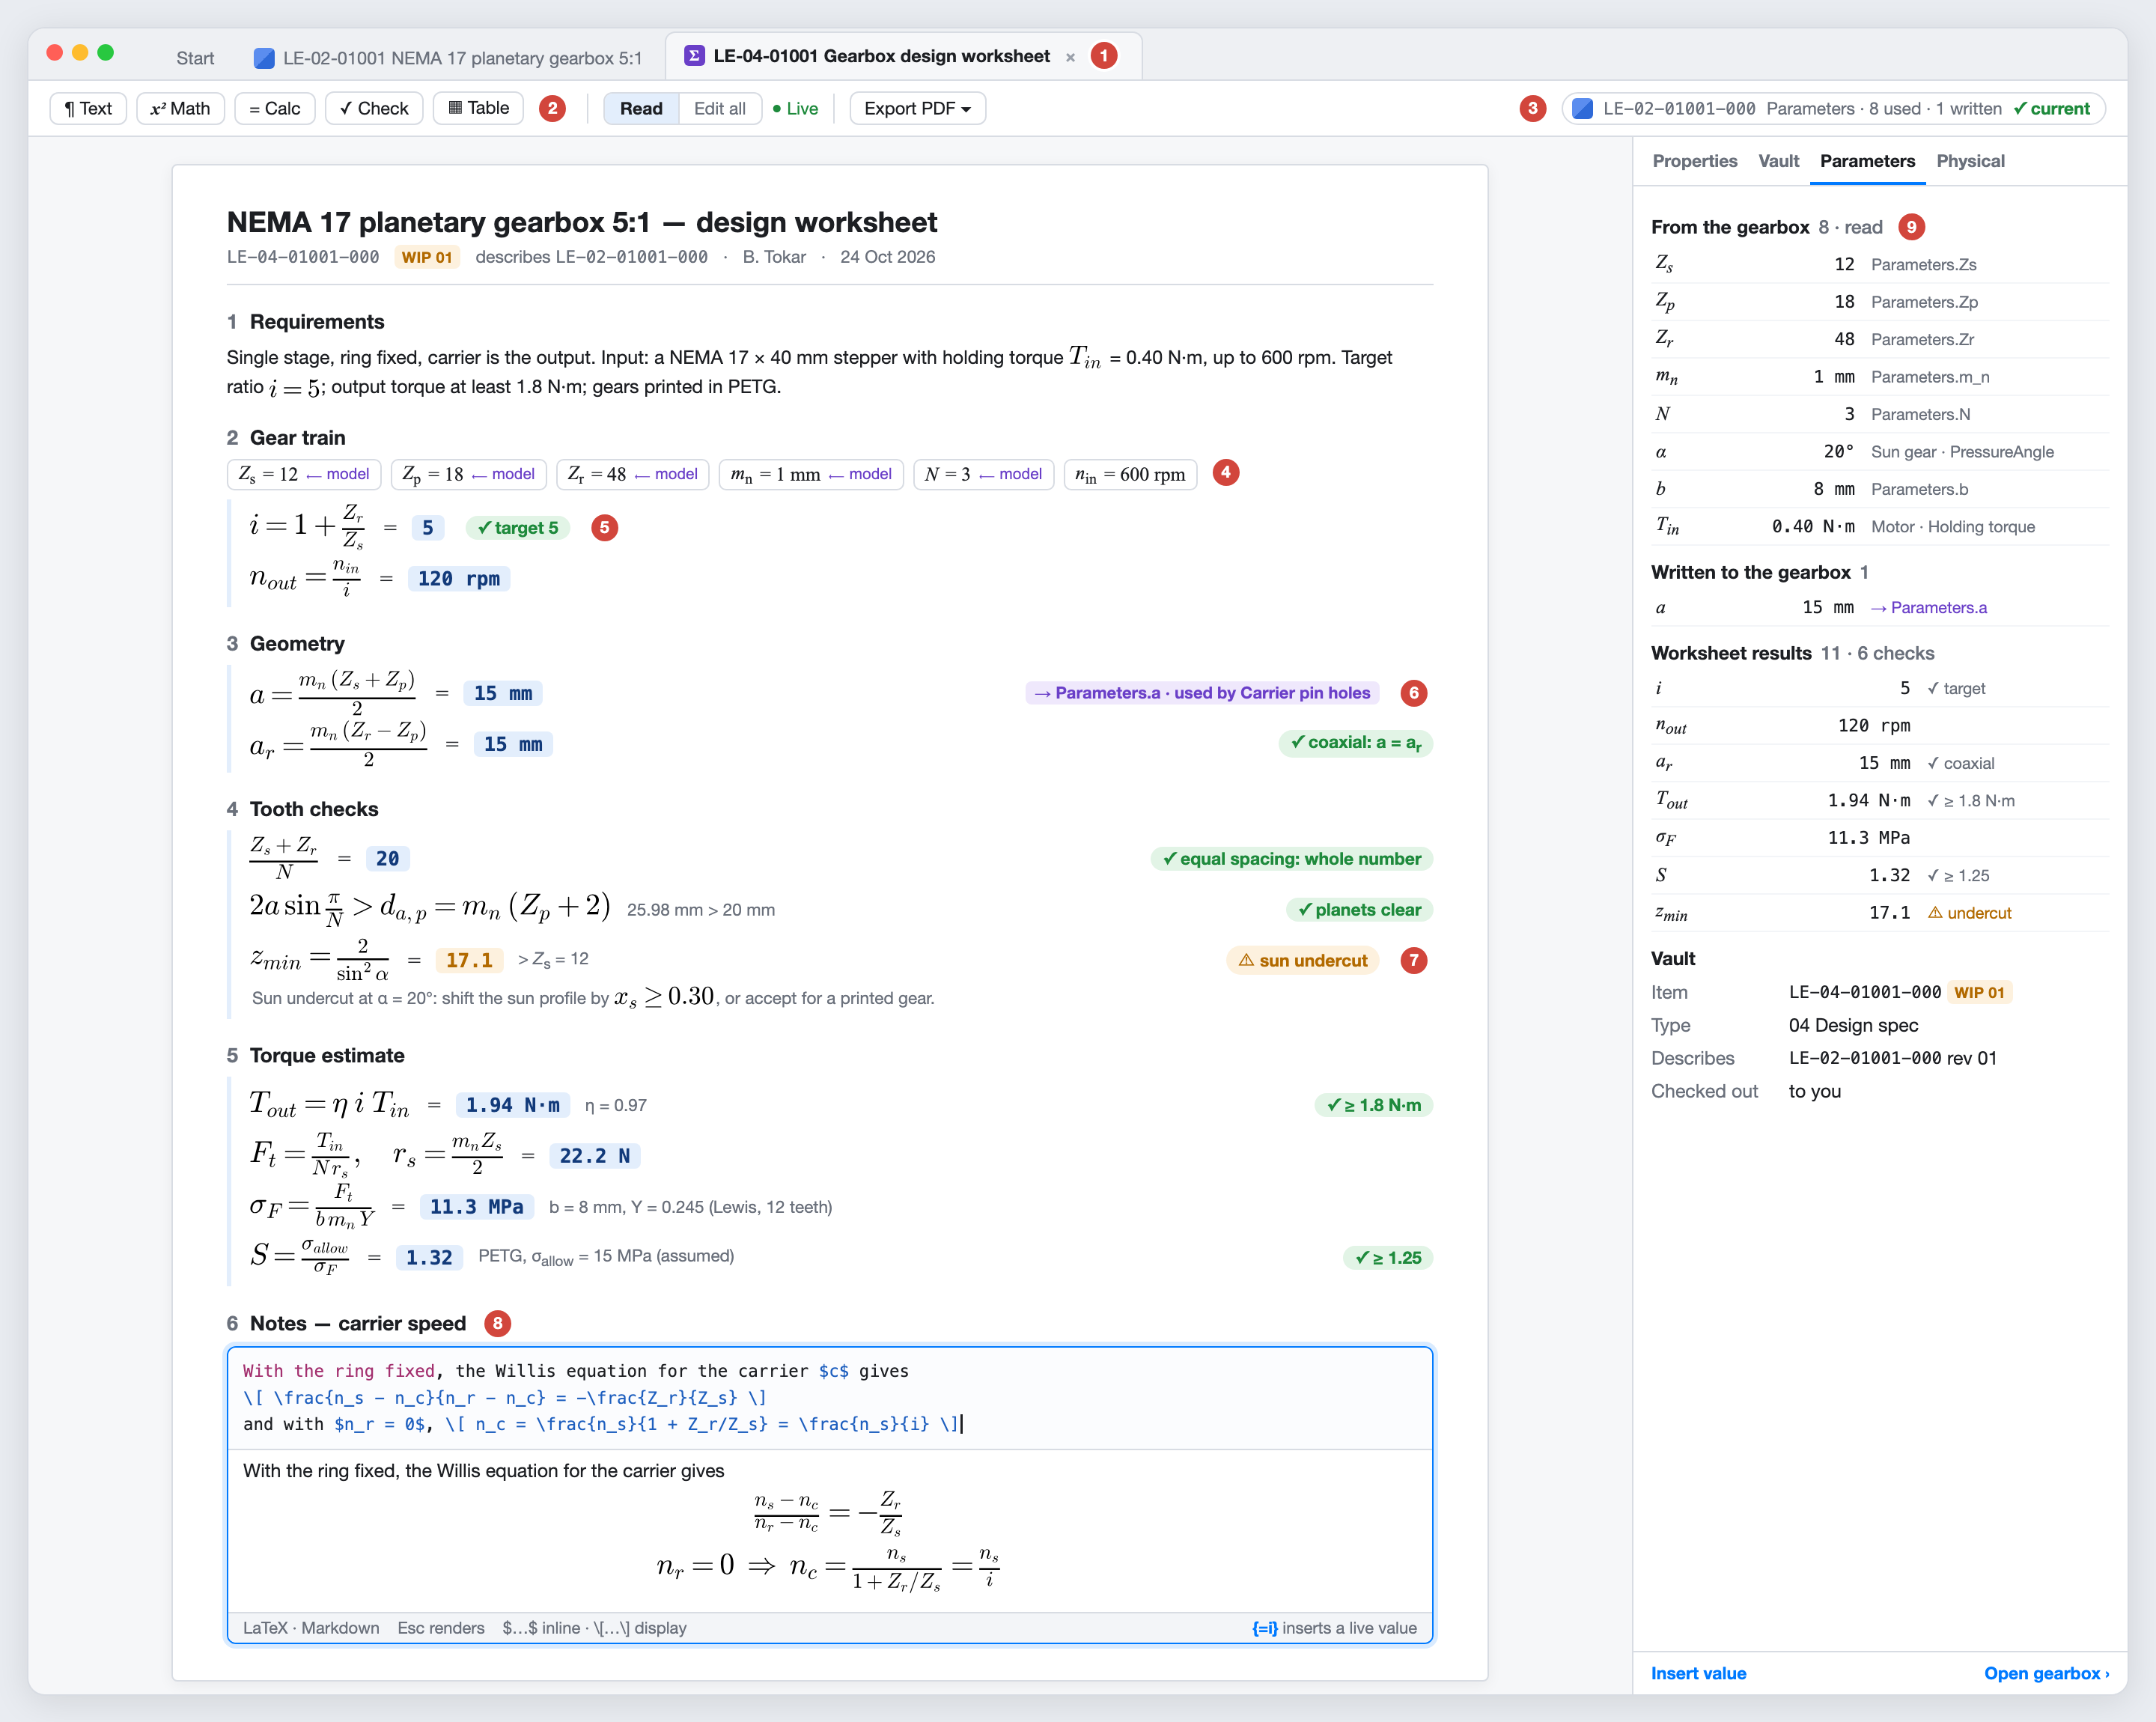 Start
LE-02-01001 NEMA 17 planetary gearbox 5:1
Σ LE-04-01001 Gearbox design worksheet × 1
¶ Text x² Math = Calc ✓ Check ▦ Table 2 Read Edit all ● Live Export PDF ▾
3 LE-02-01001-000 Parameters · 8 used · 1 written ✓ current
NEMA 17 planetary gearbox 5:1 — design worksheet
LE-04-01001-000 WIP 01 describes LE-02-01001-000 · B. Tokar · 24 Oct 2026
1 Requirements
Single stage, ring fixed, carrier is the output. Input: a NEMA 17 × 40 mm stepper with holding torque T_in = 0.40 N·m, up to 600 rpm. Target
ratio i = 5; output torque at least 1.8 N·m; gears printed in PETG.
2 Gear train
Z_s = 12 ← model Z_p = 18 ← model Z_r = 48 ← model m_n = 1 mm ← model N = 3 ← model n_in = 600 rpm 4
i = 1 + Z_r/Z_s = 5 ✓ target 5 5
n_out = n_in/i = 120 rpm
3 Geometry
a = m_n (Z_s + Z_p)/2 = 15 mm → Parameters.a · used by Carrier pin holes 6
a_r = m_n (Z_r − Z_p)/2 = 15 mm ✓ coaxial: a = a_r
4 Tooth checks
Z_s + Z_r/N = 20 ✓ equal spacing: whole number
2a sin π/N > d_a,p = m_n (Z_p + 2) 25.98 mm > 20 mm ✓ planets clear
z_min = 2/sin² α = 17.1 > Z_s = 12 ⚠ sun undercut 7
Sun undercut at α = 20°: shift the sun profile by x_s ≥ 0.30, or accept for a printed gear.
5 Torque estimate
T_out = η i T_in = 1.94 N·m η = 0.97 ✓ ≥ 1.8 N·m
F_t = T_in/N r_s, r_s = m_n Z_s/2 = 22.2 N
σ_F = F_t/b m_n Y = 11.3 MPa b = 8 mm, Y = 0.245 (Lewis, 12 teeth)
S = σ_allow/σ_F = 1.32 PETG, σ_allow = 15 MPa (assumed) ✓ ≥ 1.25
6 Notes — carrier speed 8
With the ring fixed, the Willis equation for the carrier $c$ gives
\[ \frac{n_s − n_c}{n_r − n_c} = −\frac{Z_r}{Z_s} \]
and with $n_r = 0$, \[ n_c = \frac{n_s}{1 + Z_r/Z_s} = \frac{n_s}{i} \]
With the ring fixed, the Willis equation for the carrier gives
n_s − n_c/n_r − n_c = −Z_r/Z_s
n_r = 0 ⇒ n_c = n_s/1 + Z_r/Z_s = n_s/i
LaTeX · Markdown Esc renders $...$ inline · \[...\] display {=i} inserts a live value
Properties Vault Parameters Physical
From the gearbox 8 · read 9
Z_s 12 Parameters.Zs
Z_p 18 Parameters.Zp
Z_r 48 Parameters.Zr
m_n 1 mm Parameters.m_n
N 3 Parameters.N
α 20° Sun gear · PressureAngle
b 8 mm Parameters.b
T_in 0.40 N·m Motor · Holding torque
Written to the gearbox 1
a 15 mm → Parameters.a
Worksheet results 11 · 6 checks
i 5 ✓ target
n_out 120 rpm
a_r 15 mm ✓ coaxial
T_out 1.94 N·m ✓ ≥ 1.8 N·m
σ_F 11.3 MPa
S 1.32 ✓ ≥ 1.25
z_min 17.1 ⚠ undercut
Vault
Item LE-04-01001-000 WIP 01
Type 04 Design spec
Describes LE-02-01001-000 rev 01
Checked out to you
Insert value Open gearbox ›